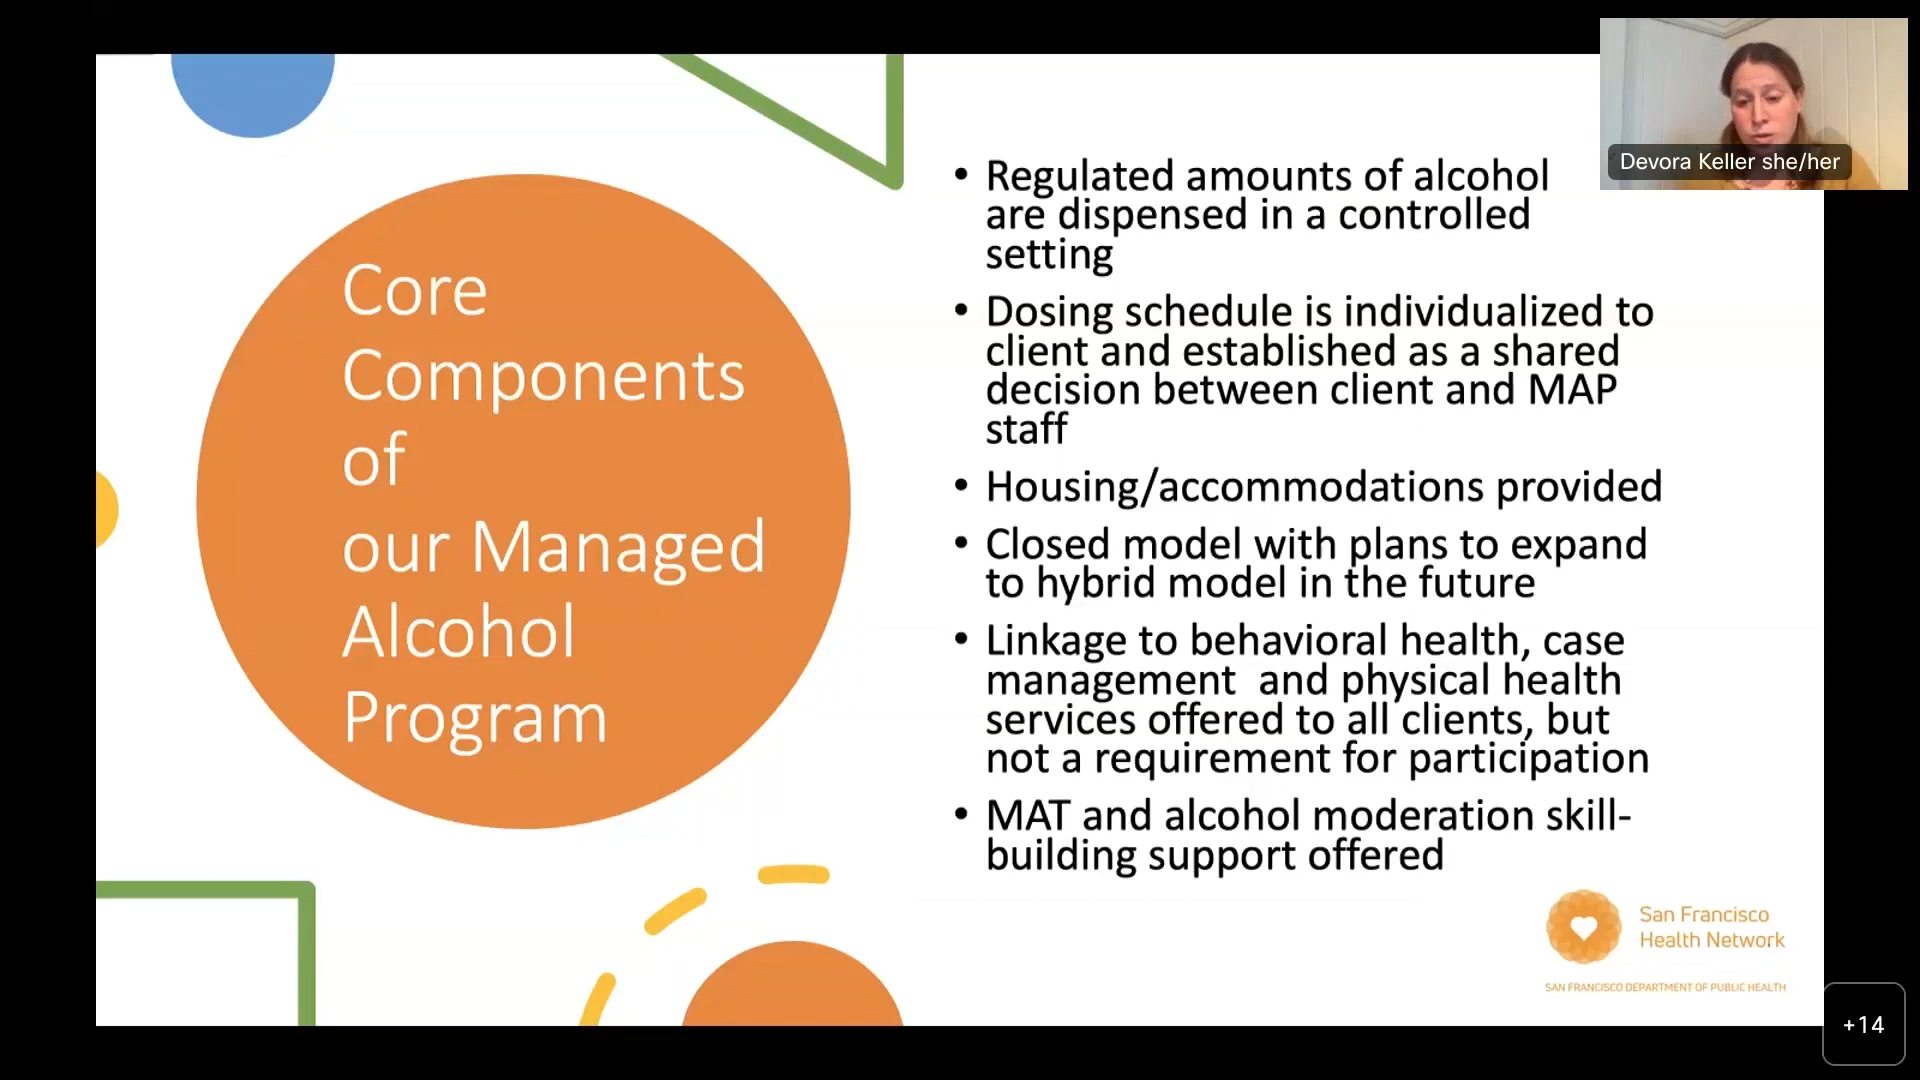 Core
Components
of
our Managed
Alcohol
Program
• Regulated amounts of alcohol
are dispensed in a controlled
setting
• Dosing schedule is individualized to
client and established as a shared
decision between client and MAP
staff
• Housing/accommodations provided
• Closed model with plans to expand
to hybrid model in the future
• Linkage to behavioral health, case
management  and physical health
services offered to all clients, but
not a requirement for participation
• MAT and alcohol moderation skill-
building support offered
San Francisco
Health Network
SAN FRANCISCO DEPARTMENT OF PUBLIC HEALTH
Devora Keller she/her
+14